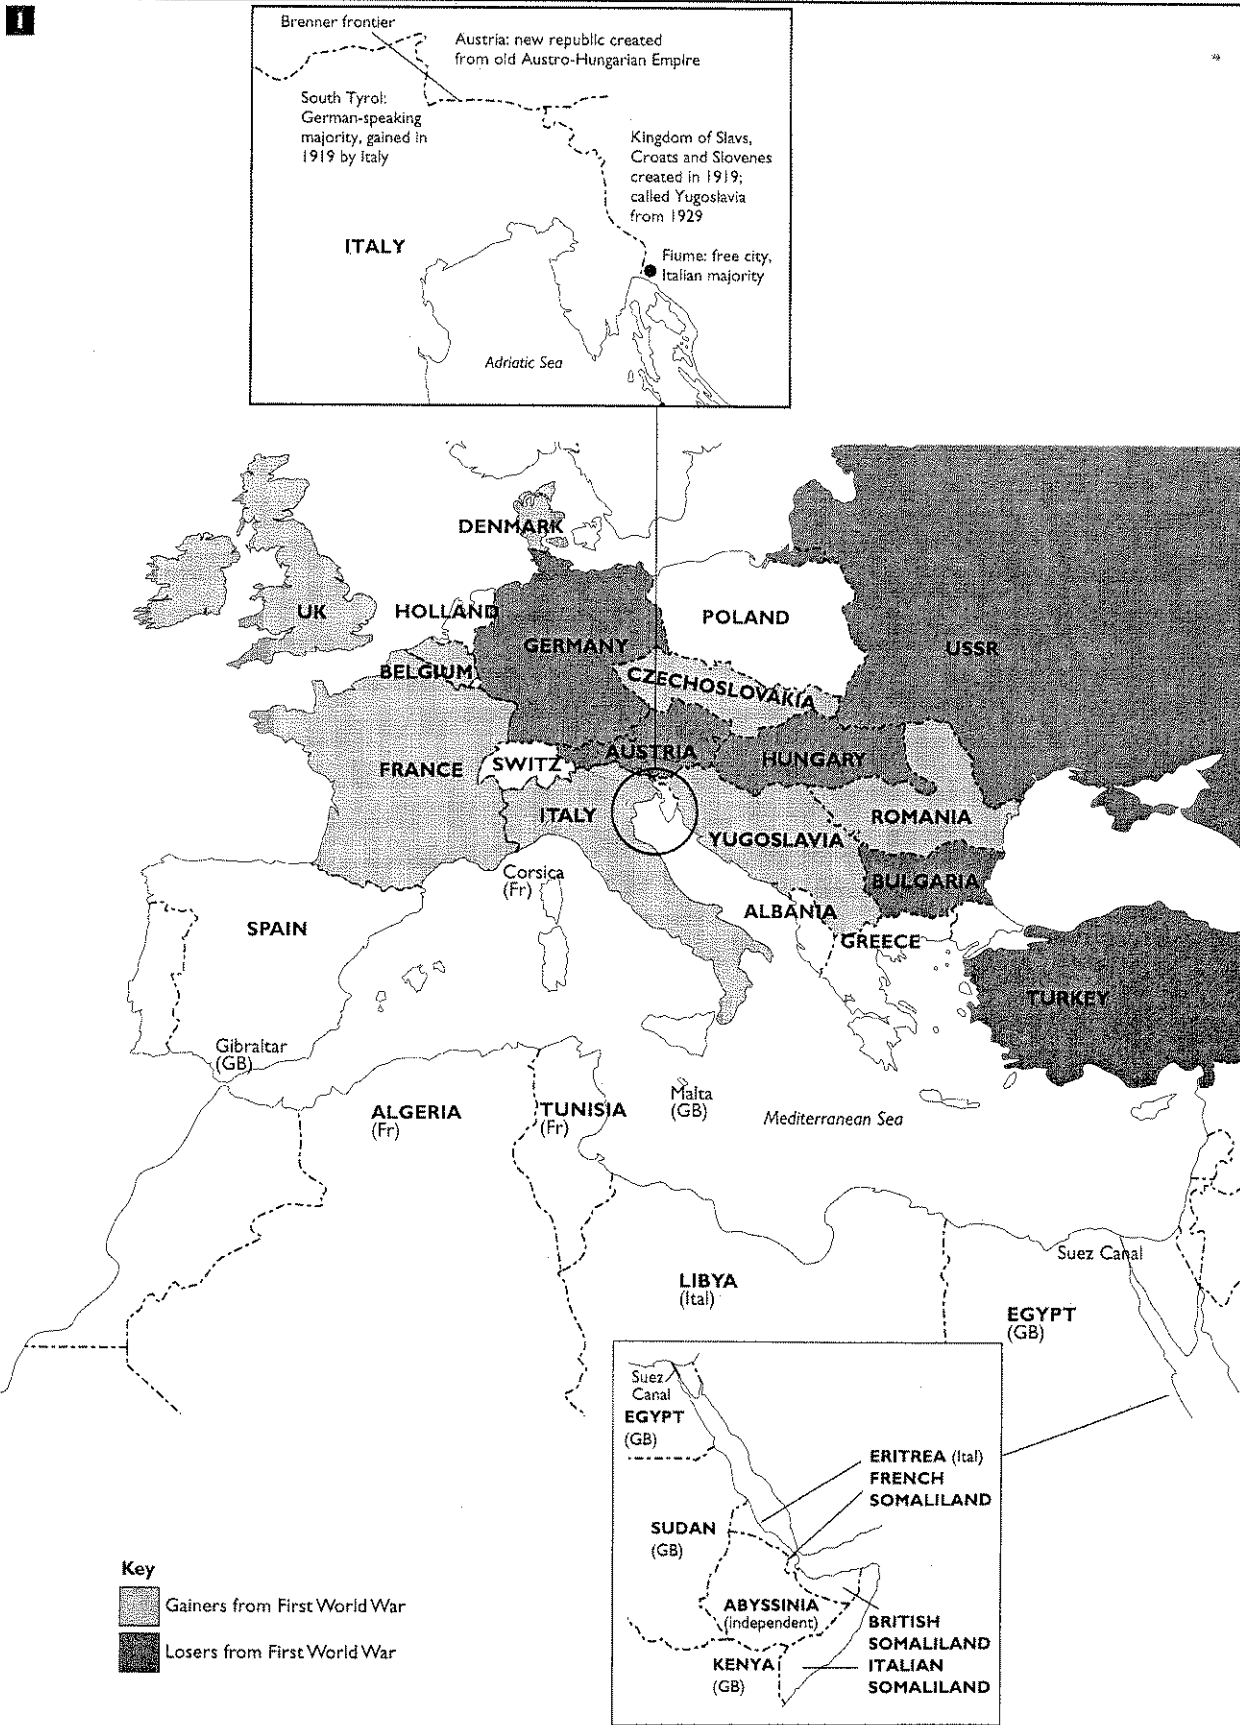 1
Brenner frontier
Austria: new republic created
from old Austro-Hungarian Empire
South Tyrol:
German-speaking
majority, gained in
1919 by Italy
Kingdom of Slavs,
Croats and Slovenes
created in 1919;
called Yugoslavia
from 1929
ITALY
Fiume: free city,
Italian majority
Adriatic Sea
DENMARK
UK
HOLLAND
POLAND
GERMANY
USSR
BELGIUM
CZECHOSLOVAKIA
AUSTRIA
HUNGARY
FRANCE
SWITZ
ITALY
ROMANIA
YUGOSLAVIA
Corsica
(Fr)
BULGARIA
SPAIN
ALBANIA
GREECE
TURKEY
Gibraltar
(GB)
ALGERIA
(Fr)
TUNISIA
(Fr)
Malta
(GB)
Mediterranean Sea
Suez Canal
LIBYA
(Ital)
EGYPT
(GB)
Suez
Canal
EGYPT
(GB)
ERITREA (Ital)
FRENCH
SOMALILAND
SUDAN
(GB)
ABYSSINIA
(independent)
BRITISH
SOMALILAND
KENYA
(GB)
ITALIAN
SOMALILAND
Key
Gainers from First World War
Losers from First World War